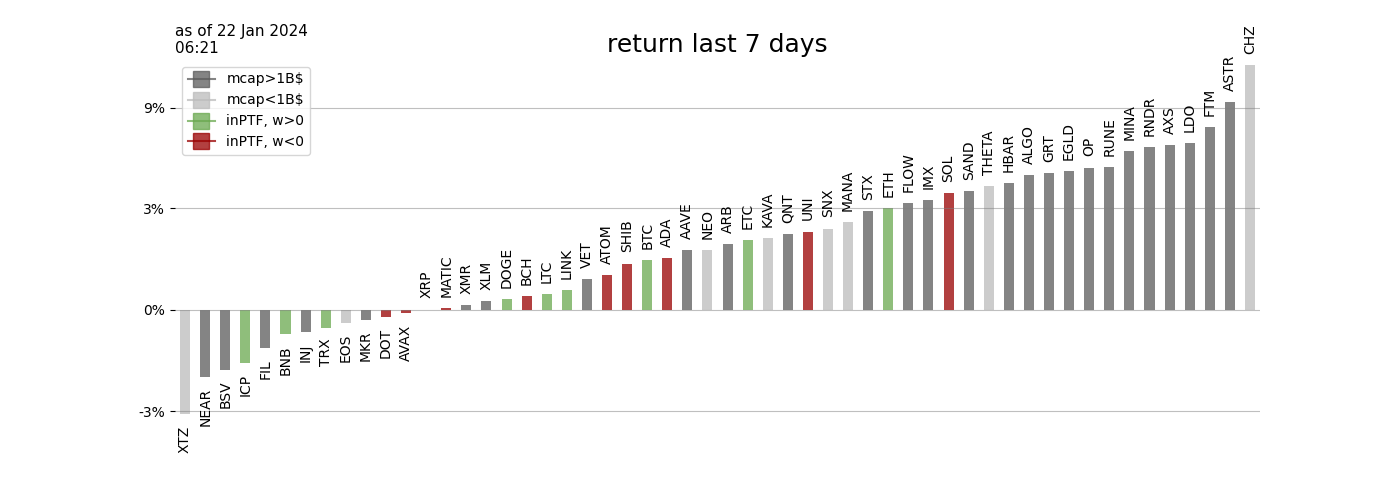 as of 22 Jan 2024
06:21
return last 7 days
mcap>1B$
mcap<1B$
inPTF, w>0
inPTF, w<0
9%
3%
0%
-3%
XTZ
NEAR
BSV
ICP
FIL
BNB
INJ
TRX
EOS
MKR
DOT
AVAX
XRP
MATIC
XMR
XLM
DOGE
BCH
LTC
LINK
VET
ATOM
SHIB
BTC
ADA
AAVE
NEO
ARB
ETC
KAVA
QNT
UNI
SNX
MANA
STX
ETH
FLOW
IMX
SOL
SAND
THETA
HBAR
ALGO
GRT
EGLD
OP
RUNE
MINA
RNDR
AXS
LDO
FTM
ASTR
CHZ